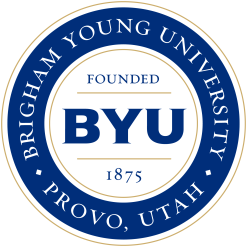 BRIGHAM YOUNG UNIVERSITY
FOUNDED
BYU
1875
• PROVO, UTAH •